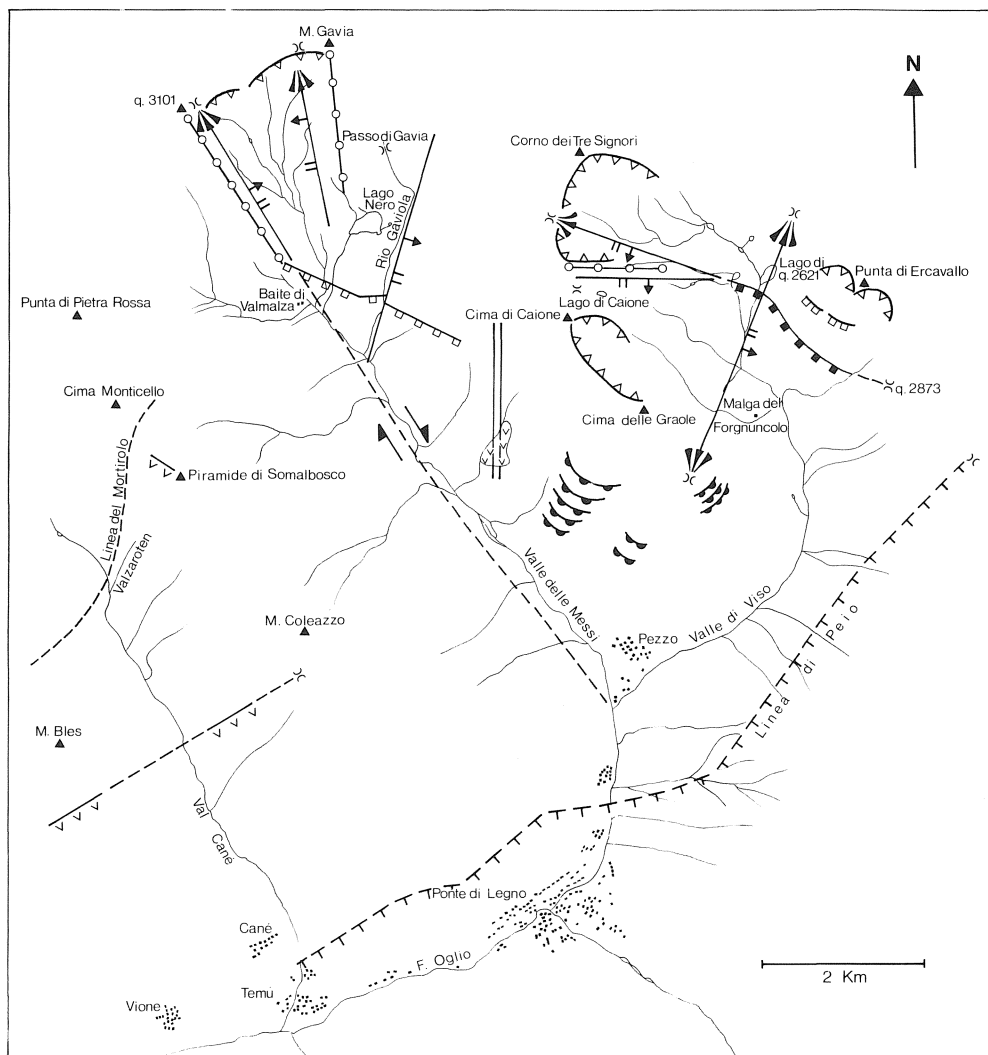 M. Gavia
N
q. 3101
Passo di Gavia
Corno dei Tre Signori
Lago
Nero
Rio Gaviola
Lago di
q. 2621
Punta di Ercavallo
Baite di
Valmalza
Punta di Pietra Rossa
Lago di Caione
Cima di Caione
q. 2873
Cima Monticello
Cima delle Graole
Malga del
Forgnuncolo
Linea del Mortirolo
Piramide di Somalbosco
Valzaroten
Valle delle Messi
M. Coleazzo
Pezzo
Valle di Viso
Linea di Peio
M. Bles
Val Cané
Ponte di Legno
Cané
F. Oglio
2 Km
Temú
Vione